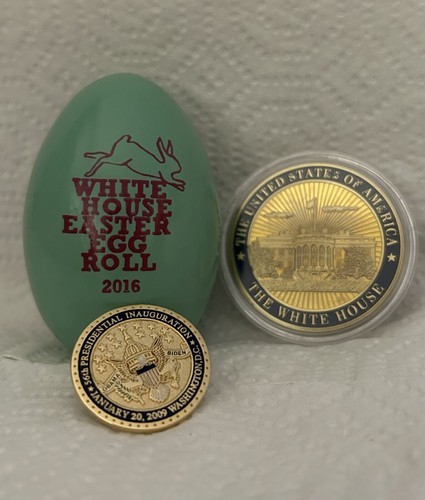 WHITE
HOUSE
EASTER
EGG
ROLL
2016
★ THE UNITED STATES OF AMERICA ★
THE WHITE HOUSE
56th PRESIDENTIAL INAUGURATION
BIDEN
★ JANUARY 20, 2009 WASHINGTON, D.C. ★